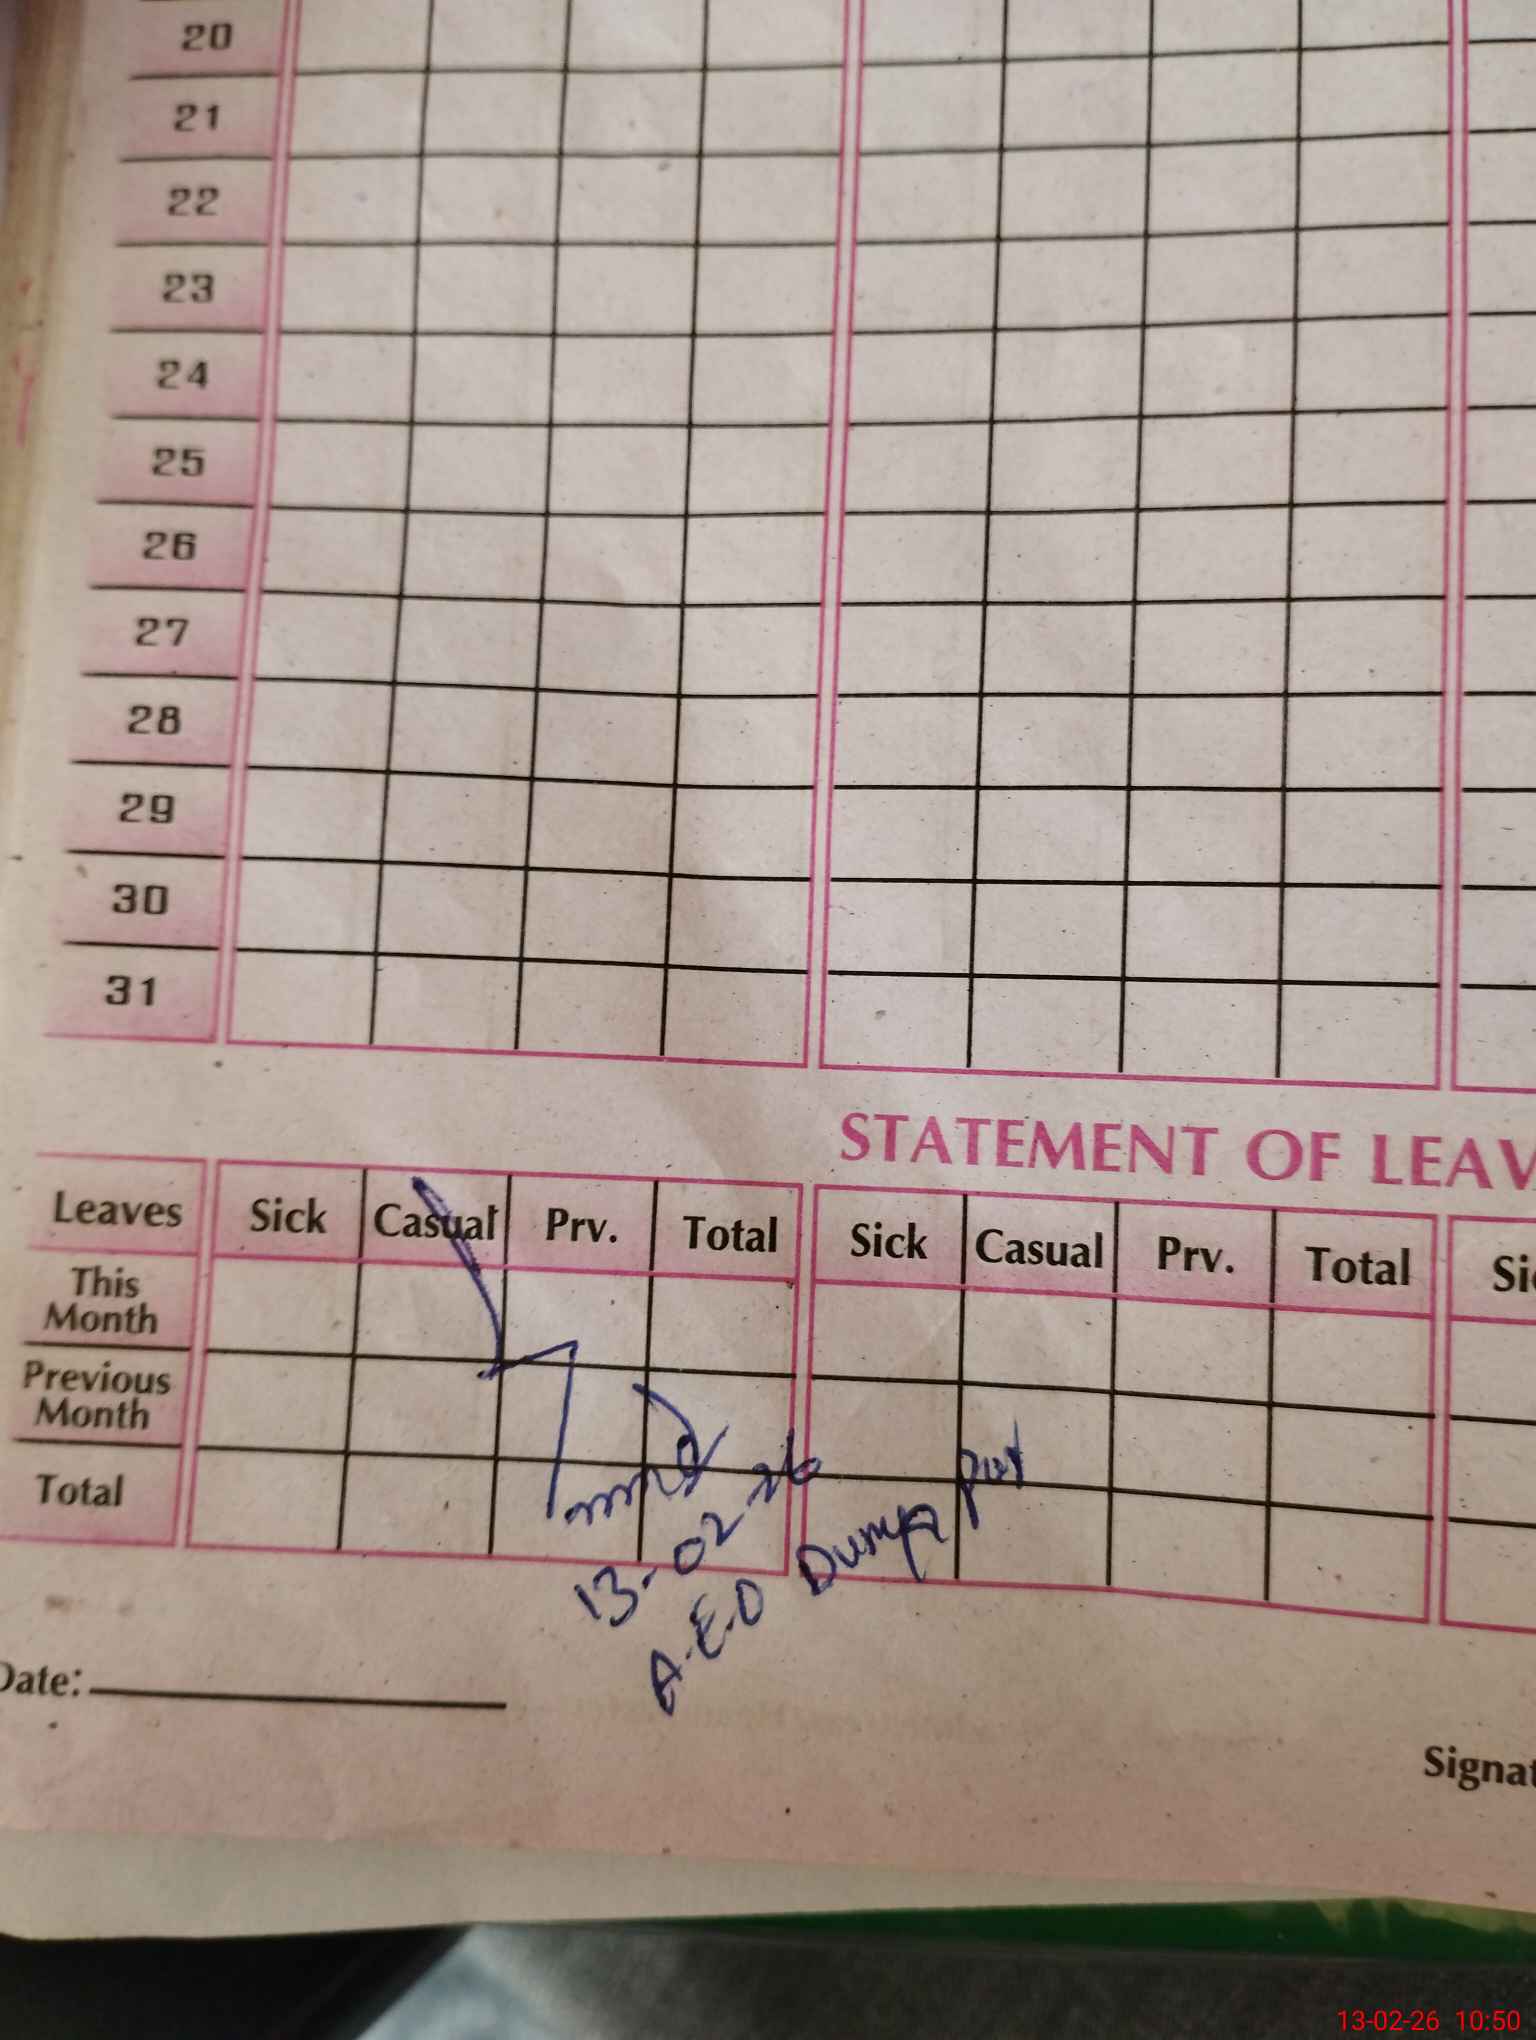 20
21
22
23
24
25
26
27
28
29
30
31
STATEMENT OF LEAV
Leaves Sick Casual Prv. Total Sick Casual Prv. Total Si
This Month
Previous Month
Total
13-02-26
A.E.O Dunya pur
Date:
Signat
13-02-26 10:50